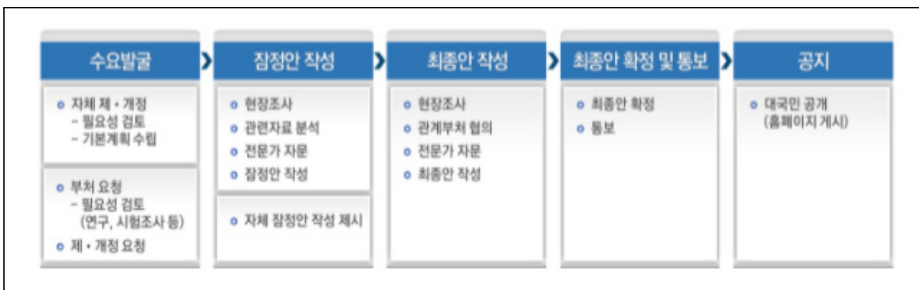 수요발굴
자체 제・개정
- 필요성 검토
- 기본계획 수립
부처 요청
- 필요성 검토
(연구, 시험조사 등)
제・개정 요청
잠정안 작성
현장조사
관련자료 분석
전문가 자문
잠정안 작성
자체 잠정안 작성 제시
최종안 작성
현장조사
관계부처 협의
전문가 자문
최종안 작성
최종안 확정 및 통보
최종안 확정
통보
공지
대국민 공개
(홈페이지 게시)